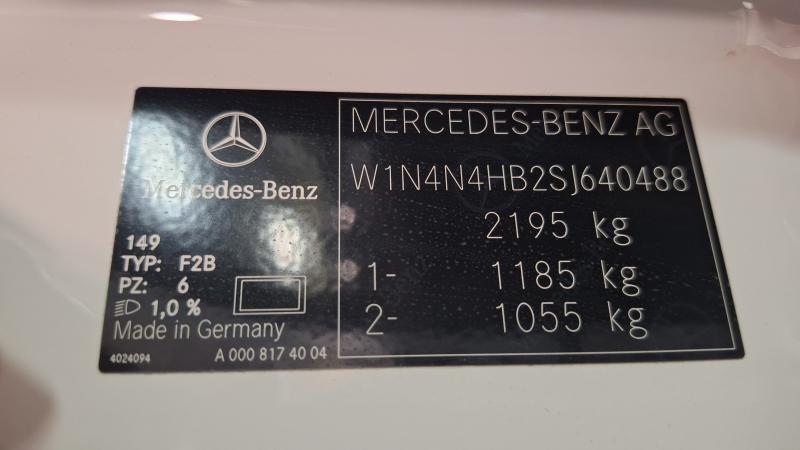 Mercedes-Benz
149
TYP: F2B
PZ: 6
1,0 %
Made in Germany
4024094 A 000 817 40 04
MERCEDES-BENZ AG
W1N4N4HB2SJ640488
2195 kg
1- 1185 kg
2- 1055 kg